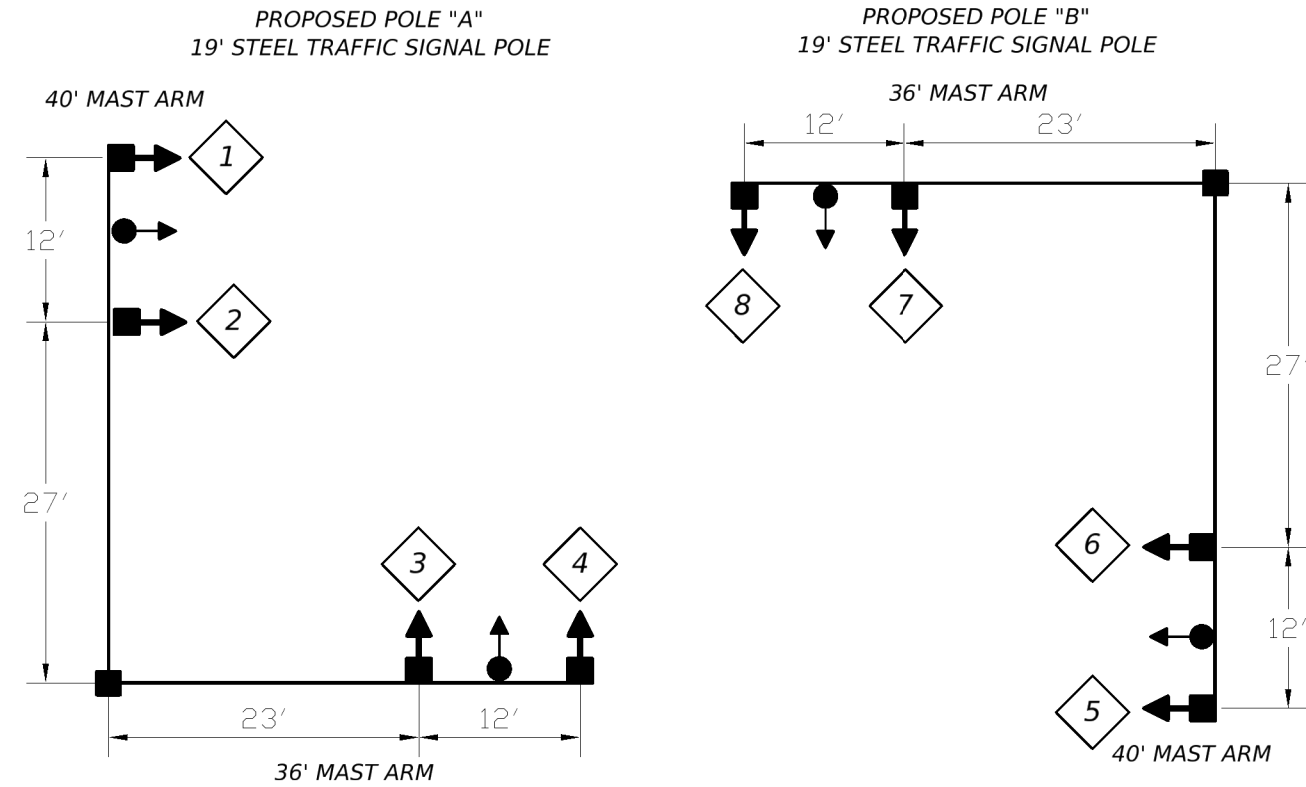 PROPOSED POLE "A"
19' STEEL TRAFFIC SIGNAL POLE
40' MAST ARM
1
12'
2
27'
3
4
23'
12'
36' MAST ARM
PROPOSED POLE "B"
19' STEEL TRAFFIC SIGNAL POLE
36' MAST ARM
12'
23'
8
7
27'
6
12'
5
40' MAST ARM